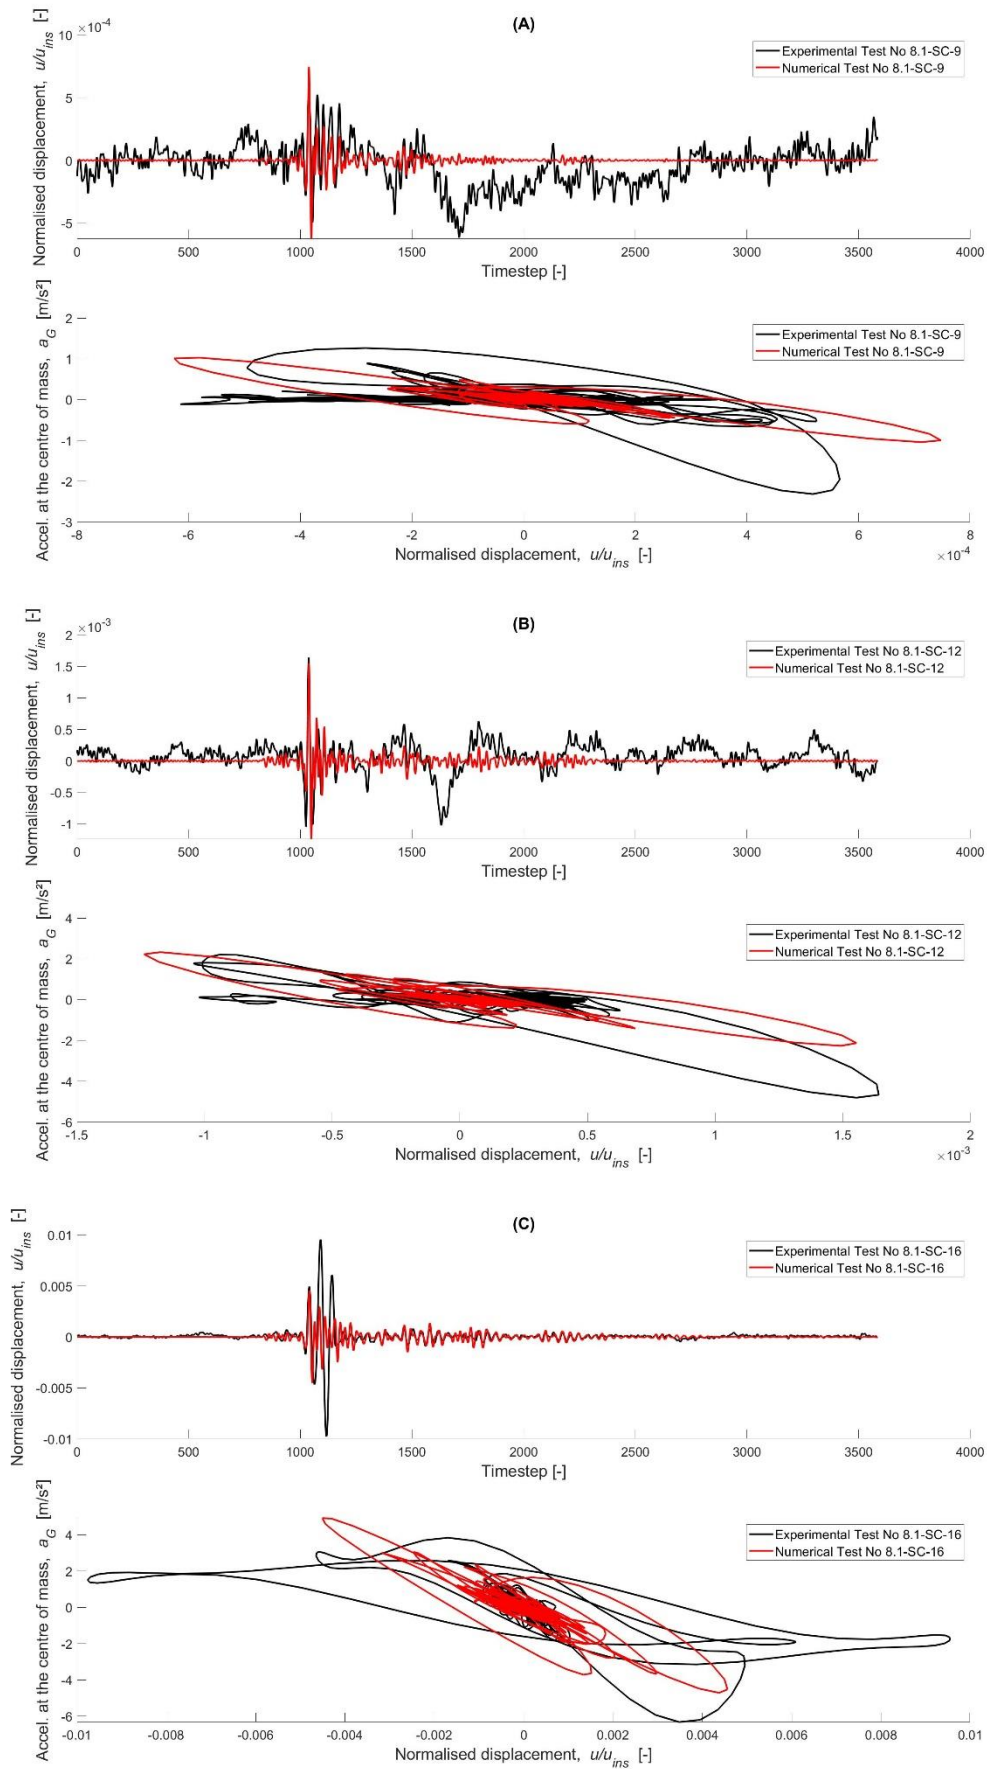 (A)
Normalised displacement, u/u_ins [-]
×10⁻⁴
10
5
0
-5
Experimental Test No 8.1-SC-9
Numerical Test No 8.1-SC-9
0 500 1000 1500 2000 2500 3000 3500 4000
Timestep [-]
Accel. at the centre of mass, a_G [m/s²]
2
1
0
-1
-2
-3
Experimental Test No 8.1-SC-9
Numerical Test No 8.1-SC-9
-8 -6 -4 -2 0 2 4 6 8
Normalised displacement, u/u_ins [-]
×10⁻⁴
(B)
Normalised displacement, u/u_ins [-]
×10⁻³
2
1.5
1
0.5
0
-0.5
-1
Experimental Test No 8.1-SC-12
Numerical Test No 8.1-SC-12
0 500 1000 1500 2000 2500 3000 3500 4000
Timestep [-]
Accel. at the centre of mass, a_G [m/s²]
4
2
0
-2
-4
-6
Experimental Test No 8.1-SC-12
Numerical Test No 8.1-SC-12
-1.5 -1 -0.5 0 0.5 1 1.5 2
Normalised displacement, u/u_ins [-]
×10⁻³
(C)
Normalised displacement, u/u_ins [-]
0.01
0.005
0
-0.005
-0.01
Experimental Test No 8.1-SC-16
Numerical Test No 8.1-SC-16
0 500 1000 1500 2000 2500 3000 3500 4000
Timestep [-]
Accel. at the centre of mass, a_G [m/s²]
4
2
0
-2
-4
-6
Experimental Test No 8.1-SC-16
Numerical Test No 8.1-SC-16
-0.01 -0.008 -0.006 -0.004 -0.002 0 0.002 0.004 0.006 0.008 0.01
Normalised displacement, u/u_ins [-]